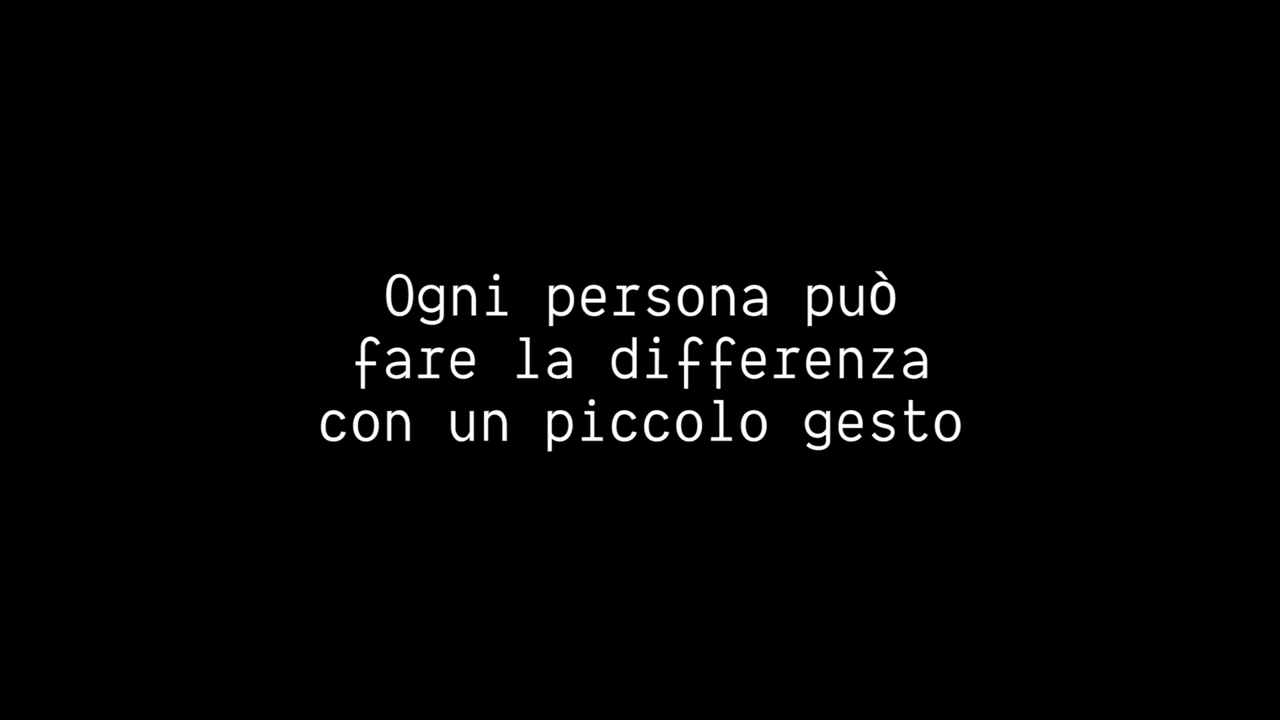 Ogni persona può
fare la differenza
con un piccolo gesto